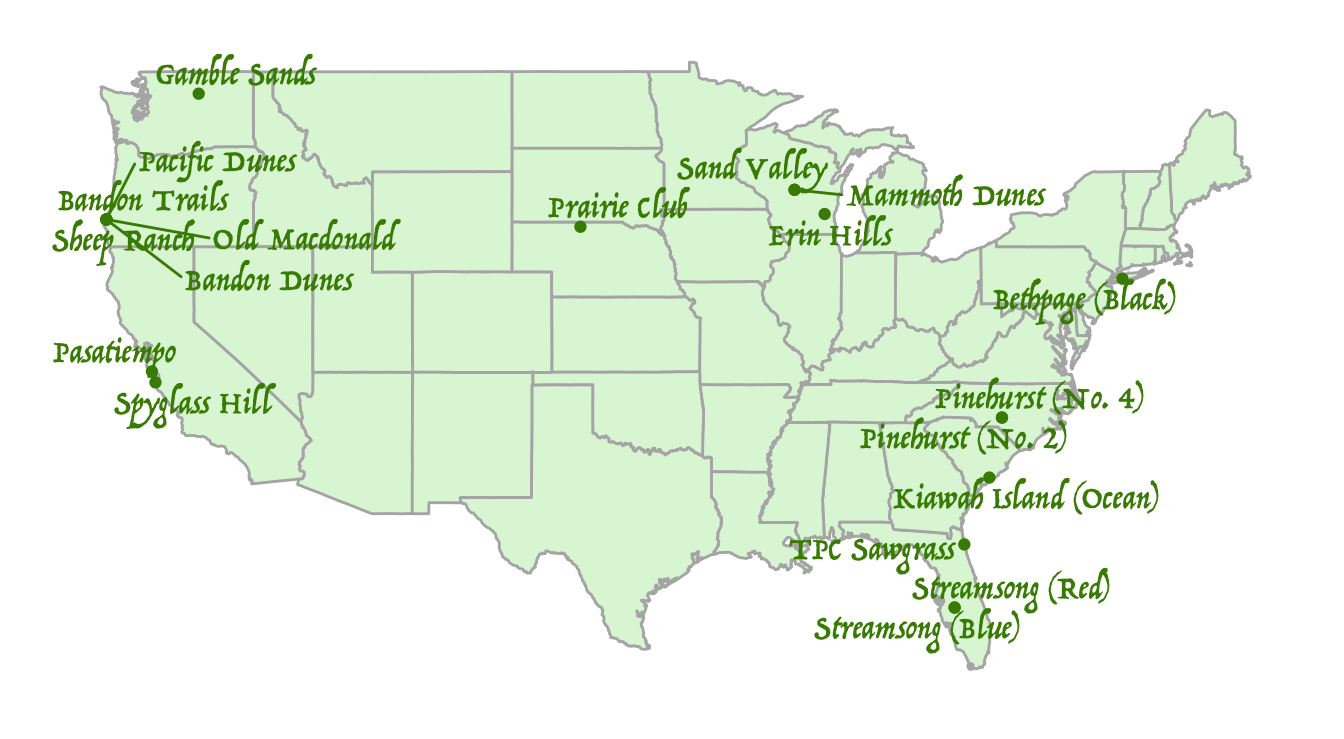 Gamble Sands
Pacific Dunes
Sand Valley
Mammoth Dunes
Bandon Trails
Prairie Club
Sheep Ranch
Old Macdonald
Erin Hills
Bandon Dunes
Bethpage (Black)
Pasatiempo
Spyglass Hill
Pinehurst (No. 4)
Pinehurst (No. 2)
Kiawah Island (Ocean)
TPC Sawgrass
Streamsong (Red)
Streamsong (Blue)